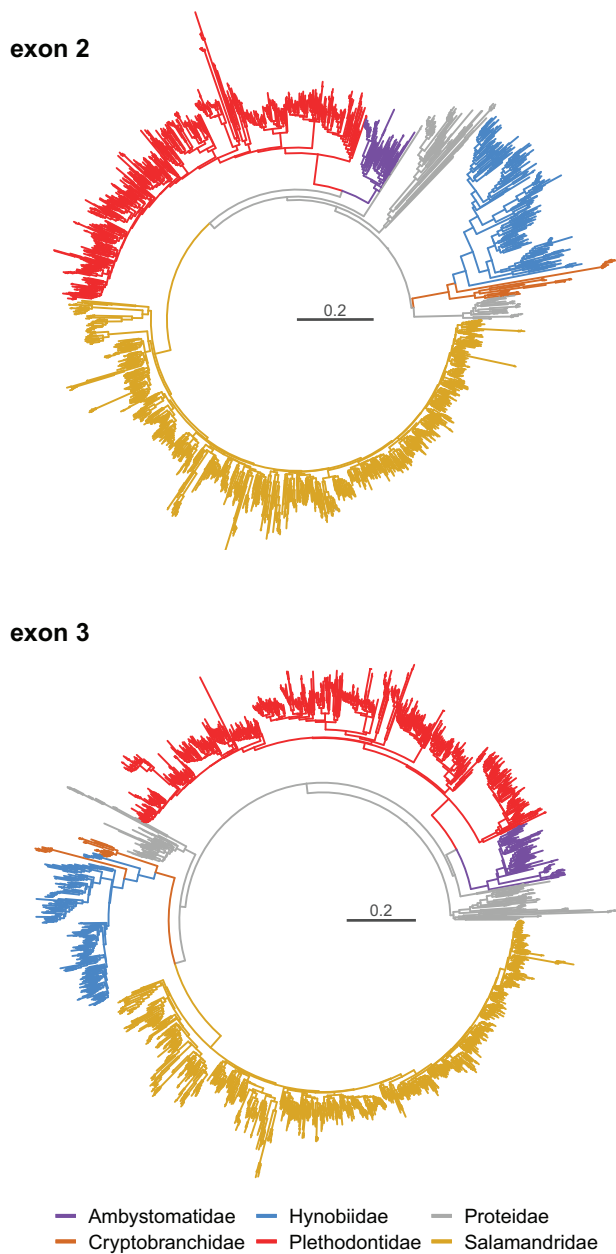 exon 2
0.2
exon 3
0.2
Ambystomatidae Hynobiidae Proteidae
Cryptobranchidae Plethodontidae Salamandridae